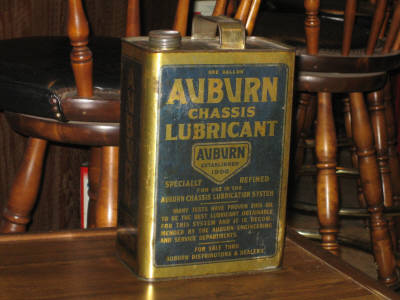 ONE GALLON
AUBURN
CHASSIS
LUBRICANT
AUBURN
ESTABLISHED
1900
SPECIALLY REFINED
FOR USE IN THE
AUBURN CHASSIS LUBRICATION SYSTEM
MANY TESTS HAVE PROVEN THIS OIL
TO BE THE BEST LUBRICANT OBTAINABLE
FOR THIS SYSTEM AND IT IS RECOM-
MENDED BY THE AUBURN ENGINEERING
AND SERVICE DEPARTMENTS.
FOR SALE THRU
AUBURN DISTRIBUTORS & DEALERS